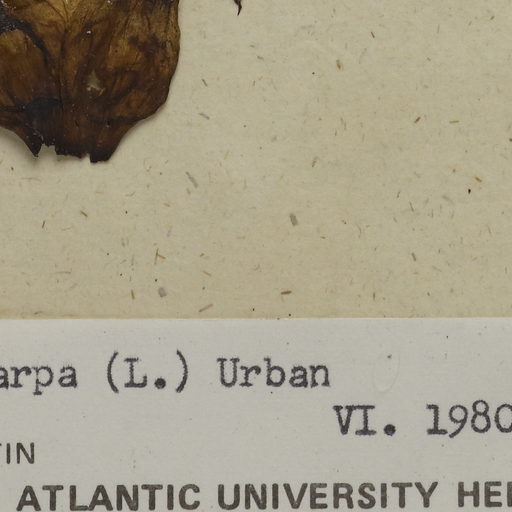 arpa (L.) Urban
VI. 1980
TIN
ATLANTIC UNIVERSITY HE